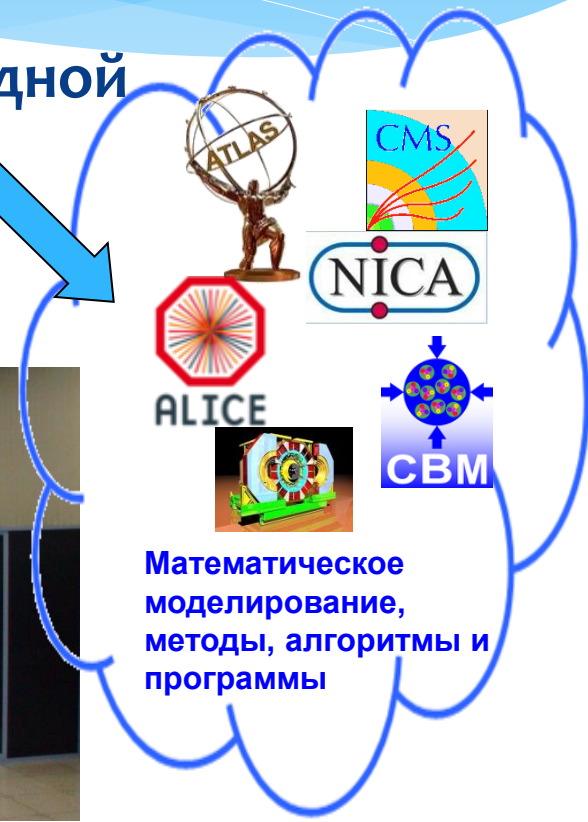 дной
ATLAS
CMS
NICA
ALICE
CBM
Математическое
моделирование,
методы, алгоритмы и
программы